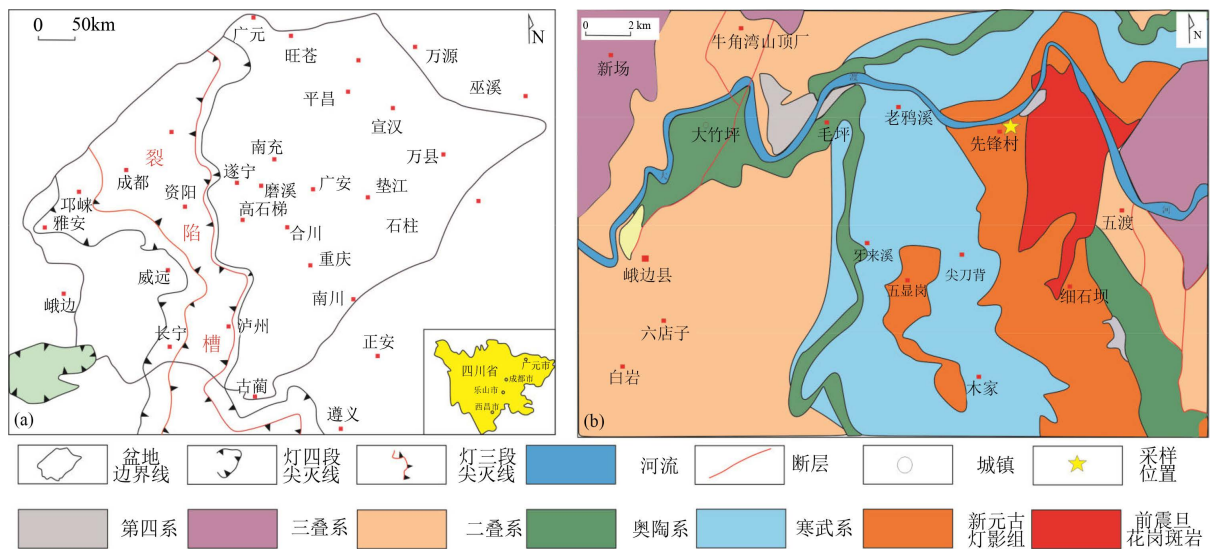 0 50km
N
广元
旺苍
万源
巫溪
平昌
宣汉
裂
南充
万县
成都
遂宁
磨溪
广安
垫江
邛崃
资阳
高石梯
石柱
雅安
陷
合川
威远
重庆
峨边
南川
长宁
槽
泸州
正安
古蔺
遵义
四川省
广元市
成都市
乐山市
西昌市
(a)
0 2 km
N
牛角湾山顶厂
新场
渡
老鸦溪
大竹坪
毛坪
先锋村
大
河
五渡
牙来溪
峨边县
尖刀背
五显岗
细石坝
六店子
白岩
木家
(b)
盆地
边界线
灯四段
尖灭线
灯三段
尖灭线
河流
断层
城镇
采样
位置
第四系
三叠系
二叠系
奥陶系
寒武系
新元古
灯影组
前震旦
花岗斑岩